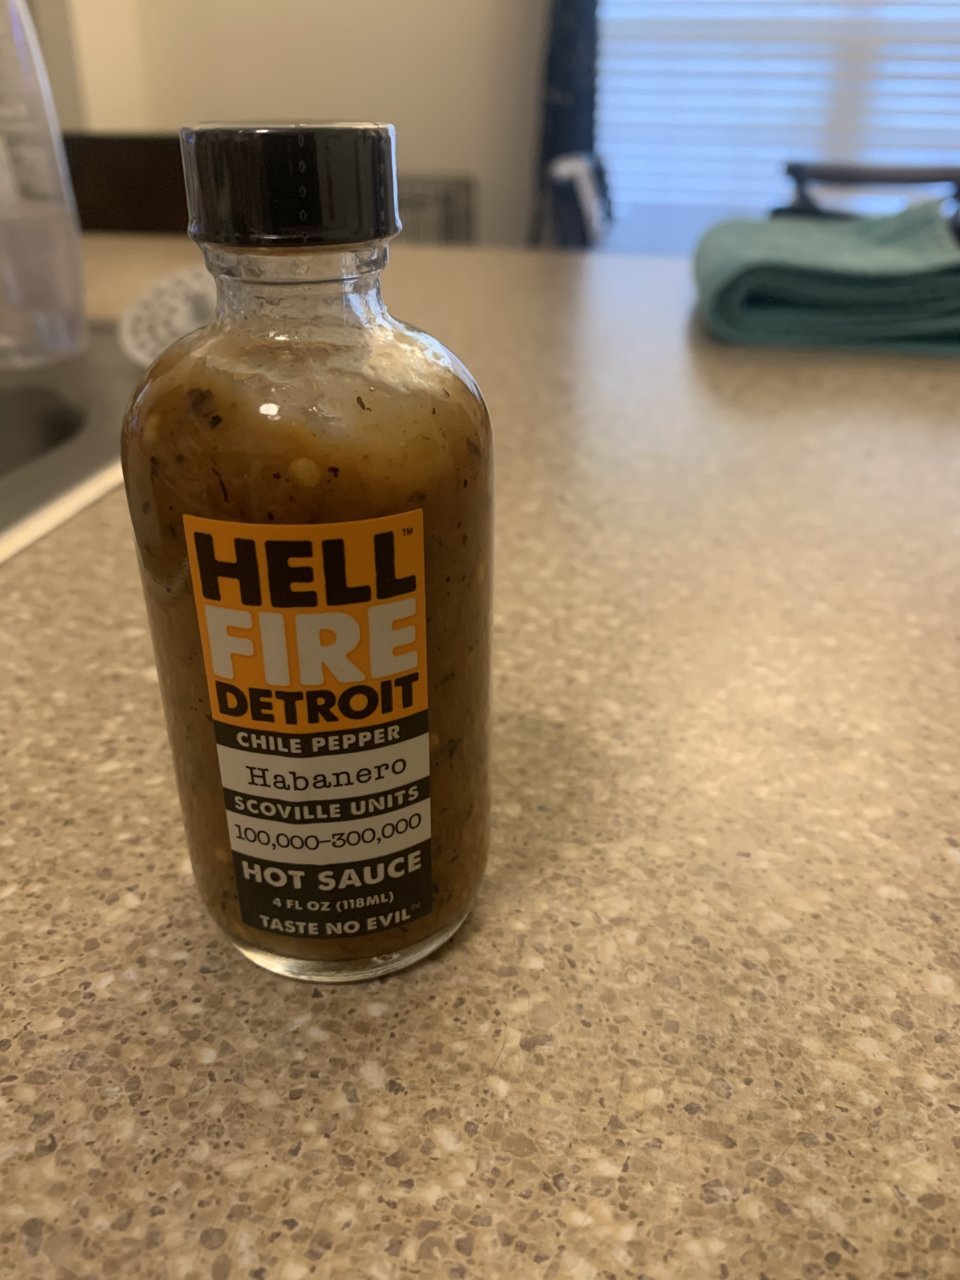 HELL™
FIRE
DETROIT
CHILE PEPPER
Habanero
SCOVILLE UNITS
100,000-300,000
HOT SAUCE
4 FL OZ (118ML)
TASTE NO EVIL™